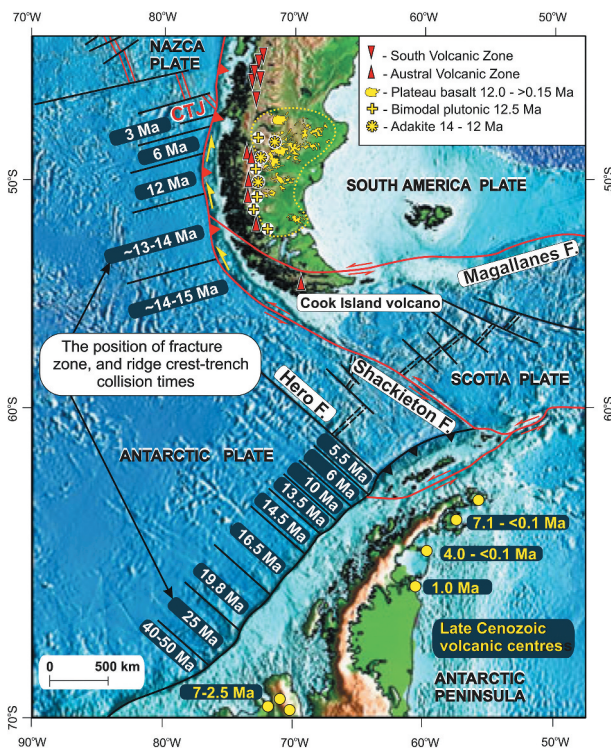 70°W
80°W
70°W
60°W
50°W
NAZCA
PLATE
- South Volcanic Zone
- Austral Volcanic Zone
- Plateau basalt 12.0 - >0.15 Ma
- Bimodal plutonic 12.5 Ma
- Adakite 14 - 12 Ma
CTJ
3 Ma
6 Ma
12 Ma
~13-14 Ma
~14-15 Ma
50°S
50°S
SOUTH AMERICA PLATE
Magallanes F.
Cook Island volcano
The position of fracture
zone, and ridge crest-trench
collision times
Hero F.
Shackieton F.
SCOTIA PLATE
60°S
60°S
ANTARCTIC PLATE
5.5 Ma
6 Ma
10 Ma
13.5 Ma
14.5 Ma
16.5 Ma
19.8 Ma
25 Ma
40-50 Ma
7.1 - <0.1 Ma
4.0 - <0.1 Ma
1.0 Ma
Late Cenozoic
volcanic centres
0 500 km
7-2.5 Ma
ANTARCTIC
PENINSULA
70°S
70°S
90°W
80°W
70°W
60°W
50°W